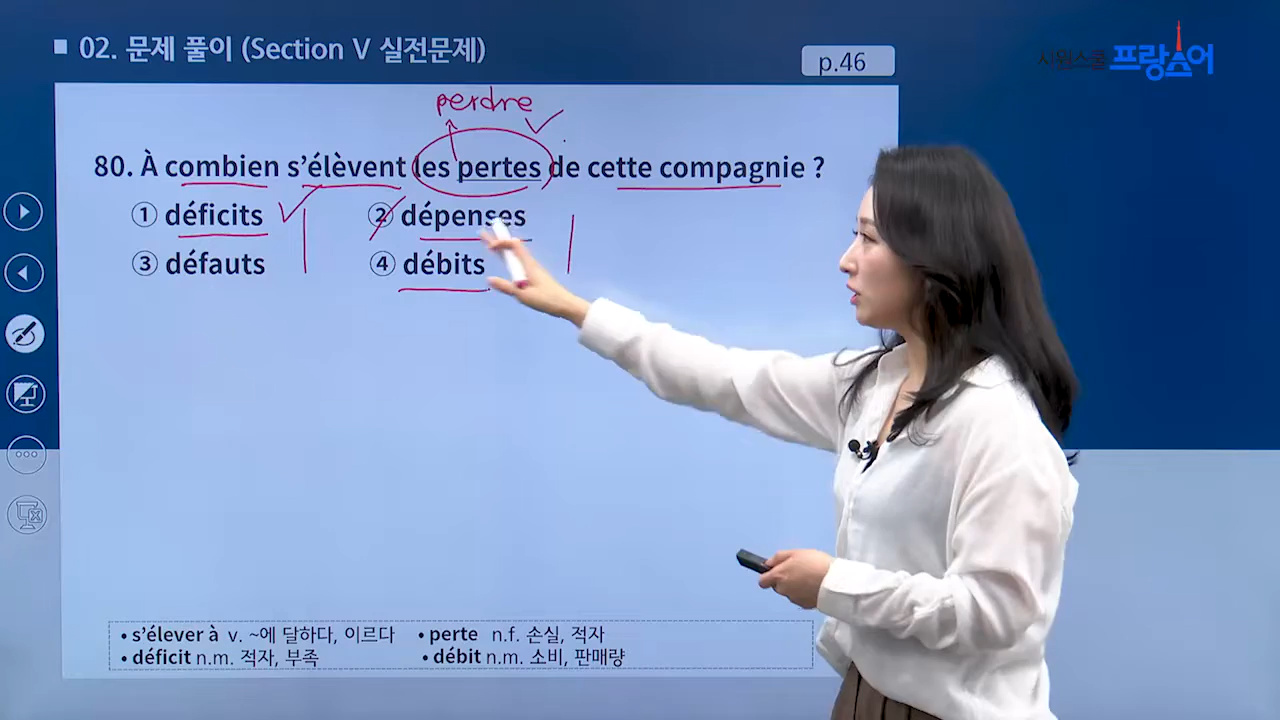 02. 문제 풀이 (Section V 실전문제)
p.46
시원스쿨 프랑스어
perdre
80. À combien s'élèvent les pertes de cette compagnie ?
① déficits ② dépenses
③ défauts ④ débits
• s'élever à v. ~에 달하다, 이르다 • perte n.f. 손실, 적자
• déficit n.m. 적자, 부족 • débit n.m. 소비, 판매량